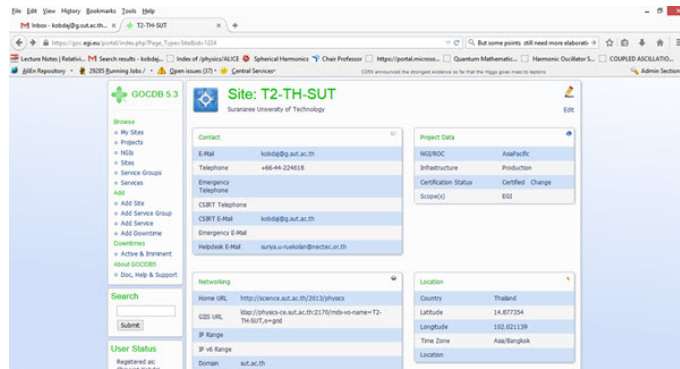 File Edit View History Bookmarks Tools Help
Inbox - kobdaj@g.sut.ac.th... × T2-TH-SUT × +
https://goc.egi.eu/portal/index.php?Page_Type=Site&id=1224
But some points still need more elaborati
Lecture Notes | Relativi... Search results - kobdaj... Index of /physics/ALICE Spherical Harmonics Chair Professor https://portal.microso... Quantum Mathematic... Harmonic Oscillator S... COUPLED OSCILLATIO...
AliEn Repository 29285 Running Jobs / Open issues (37) Central Services
CERN announced the strongest evidence so far that the Higgs gives mass to leptons
Admin Section
GOCDB 5.3
Browse
My Sites
Projects
NGIs
Sites
Service Groups
Services
Add
Add Site
Add Service Group
Add Service
Add Downtime
Downtimes
Active & Imminent
About GOCDB5
Doc, Help & Support
Search
Submit
User Status
Registered as:
Site: T2-TH-SUT
Suranaree University of Technology
Edit
Contact
E-Mail kobdaj@g.sut.ac.th
Telephone +66-44-224618
Emergency
Telephone
CSIRT Telephone
CSIRT E-Mail kobdaj@g.sut.ac.th
Emergency E-Mail
Helpdesk E-Mail suriya.u-ruekolan@nectec.or.th
Project Data
NGI/ROC AsiaPacific
Infrastructure Production
Certification Status Certified Change
Scope(s) EGI
Networking
Home URL http://science.sut.ac.th/2013/physics
GIIS URL ldap://physics-ce.sut.ac.th:2170/mds-vo-name=T2-
TH-SUT,o=grid
IP Range
IP v6 Range
Domain sut.ac.th
Location
Country Thailand
Latitude 14.877354
Longitude 102.021139
Time Zone Asia/Bangkok
Location